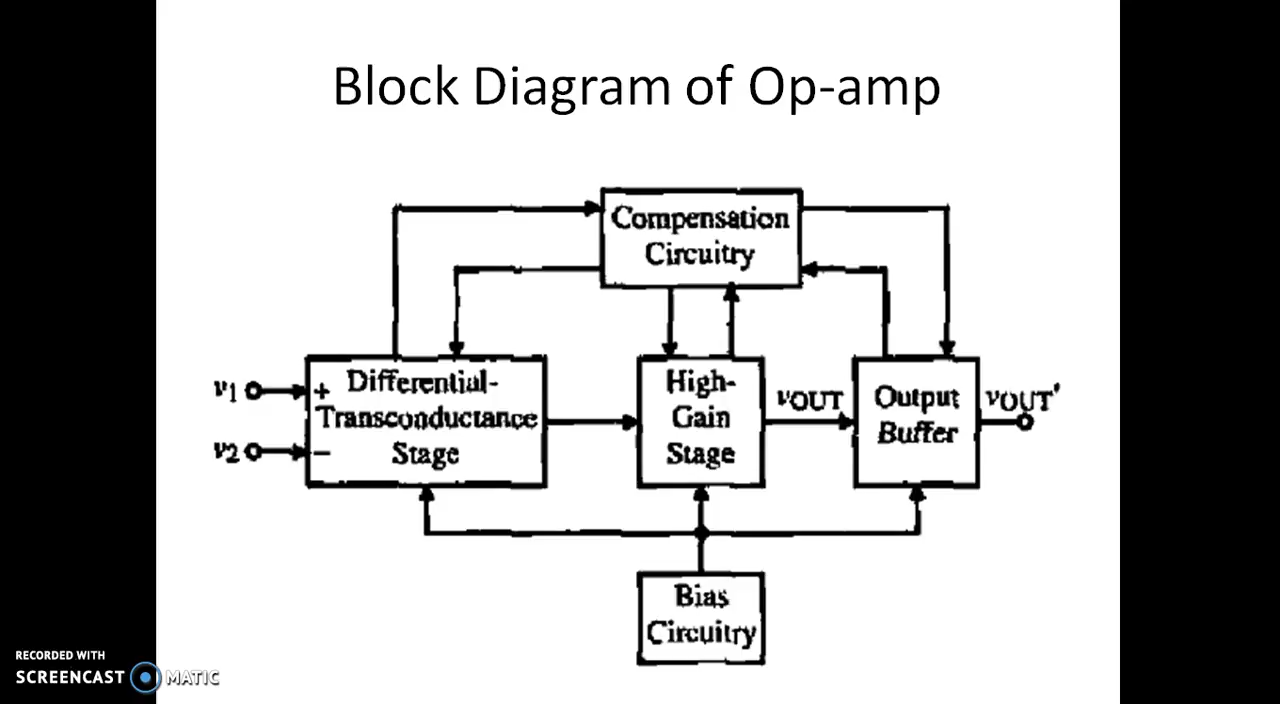 Block Diagram of Op-amp
Compensation
Circuitry
v1
+
Differential-
Transconductance
Stage
v2
−
High-
Gain
Stage
vOUT
Output
Buffer
vOUT'
Bias
Circuitry
RECORDED WITH
SCREENCAST MATIC